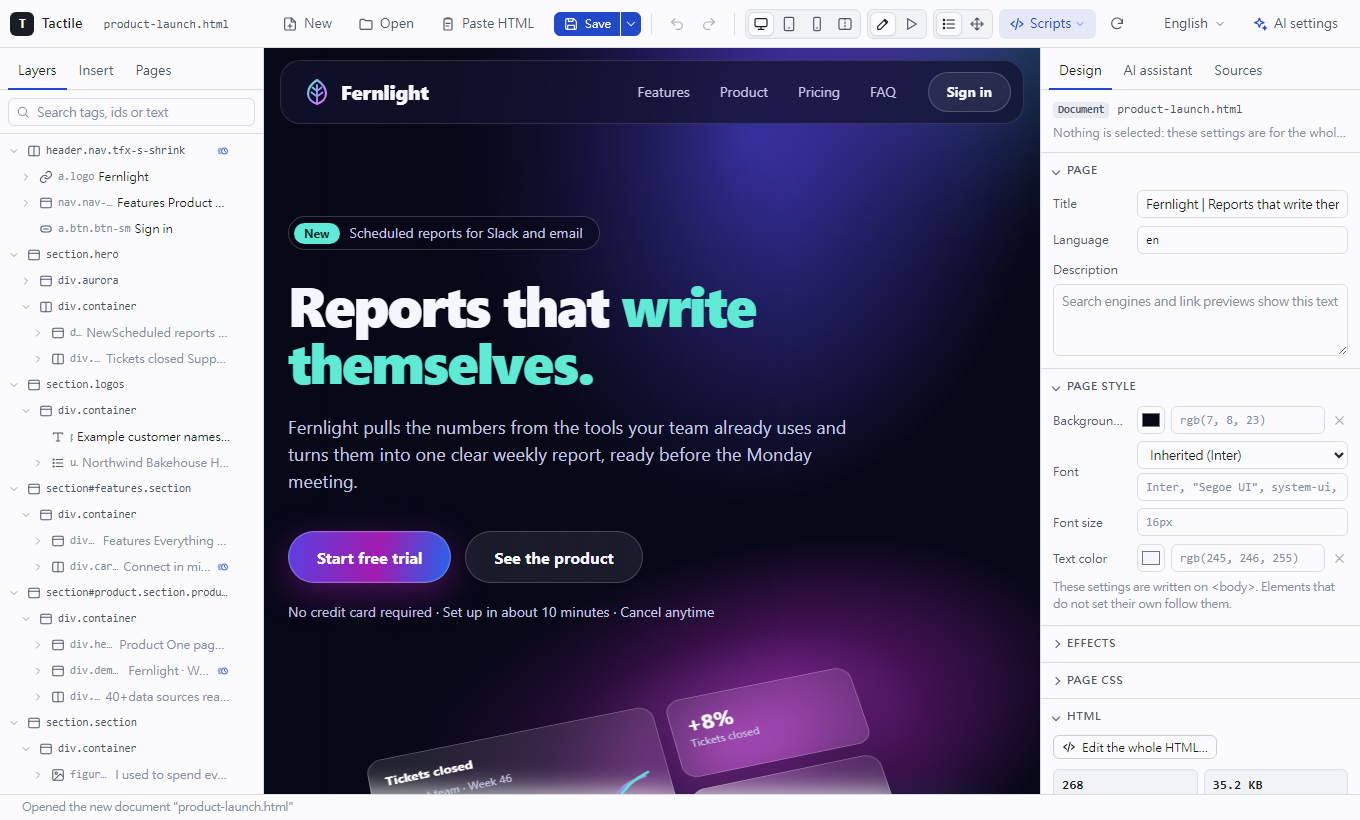 T Tactile product-launch.html New Open Paste HTML Save Scripts English AI settings
Layers Insert Pages
Search tags, ids or text
header.nav.tfx-s-shrink
a.logo Fernlight
nav.nav-… Features Product …
a.btn.btn-sm Sign in
section.hero
div.aurora
div.container
d… NewScheduled reports …
div.… Tickets closed Supp…
section.logos
div.container
Example customer names…
u. Northwind Bakehouse H…
section#features.section
div.container
div… Features Everything …
div.car… Connect in mi…
section#product.section.produ…
div.container
div.he… Product One pag…
div.dem… Fernlight · W…
div.… 40+data sources rea…
section.section
div.container
figur… I used to spend ev…
Fernlight Features Product Pricing FAQ Sign in
New Scheduled reports for Slack and email
Reports that write
themselves.
Fernlight pulls the numbers from the tools your team already uses and
turns them into one clear weekly report, ready before the Monday
meeting.
Start free trial See the product
No credit card required · Set up in about 10 minutes · Cancel anytime
+8%
Tickets closed
Tickets closed
team · Week 46
Design AI assistant Sources
Document product-launch.html
Nothing is selected: these settings are for the whol…
PAGE
Title Fernlight | Reports that write ther
Language en
Description
Search engines and link previews show this text
PAGE STYLE
Backgroun… rgb(7, 8, 23)
Font Inherited (Inter)
Inter, "Segoe UI", system-ui,
Font size 16px
Text color rgb(245, 246, 255)
These settings are written on <body>. Elements that
do not set their own follow them.
EFFECTS
PAGE CSS
HTML
Edit the whole HTML…
268 35.2 KB
Opened the new document "product-launch.html"